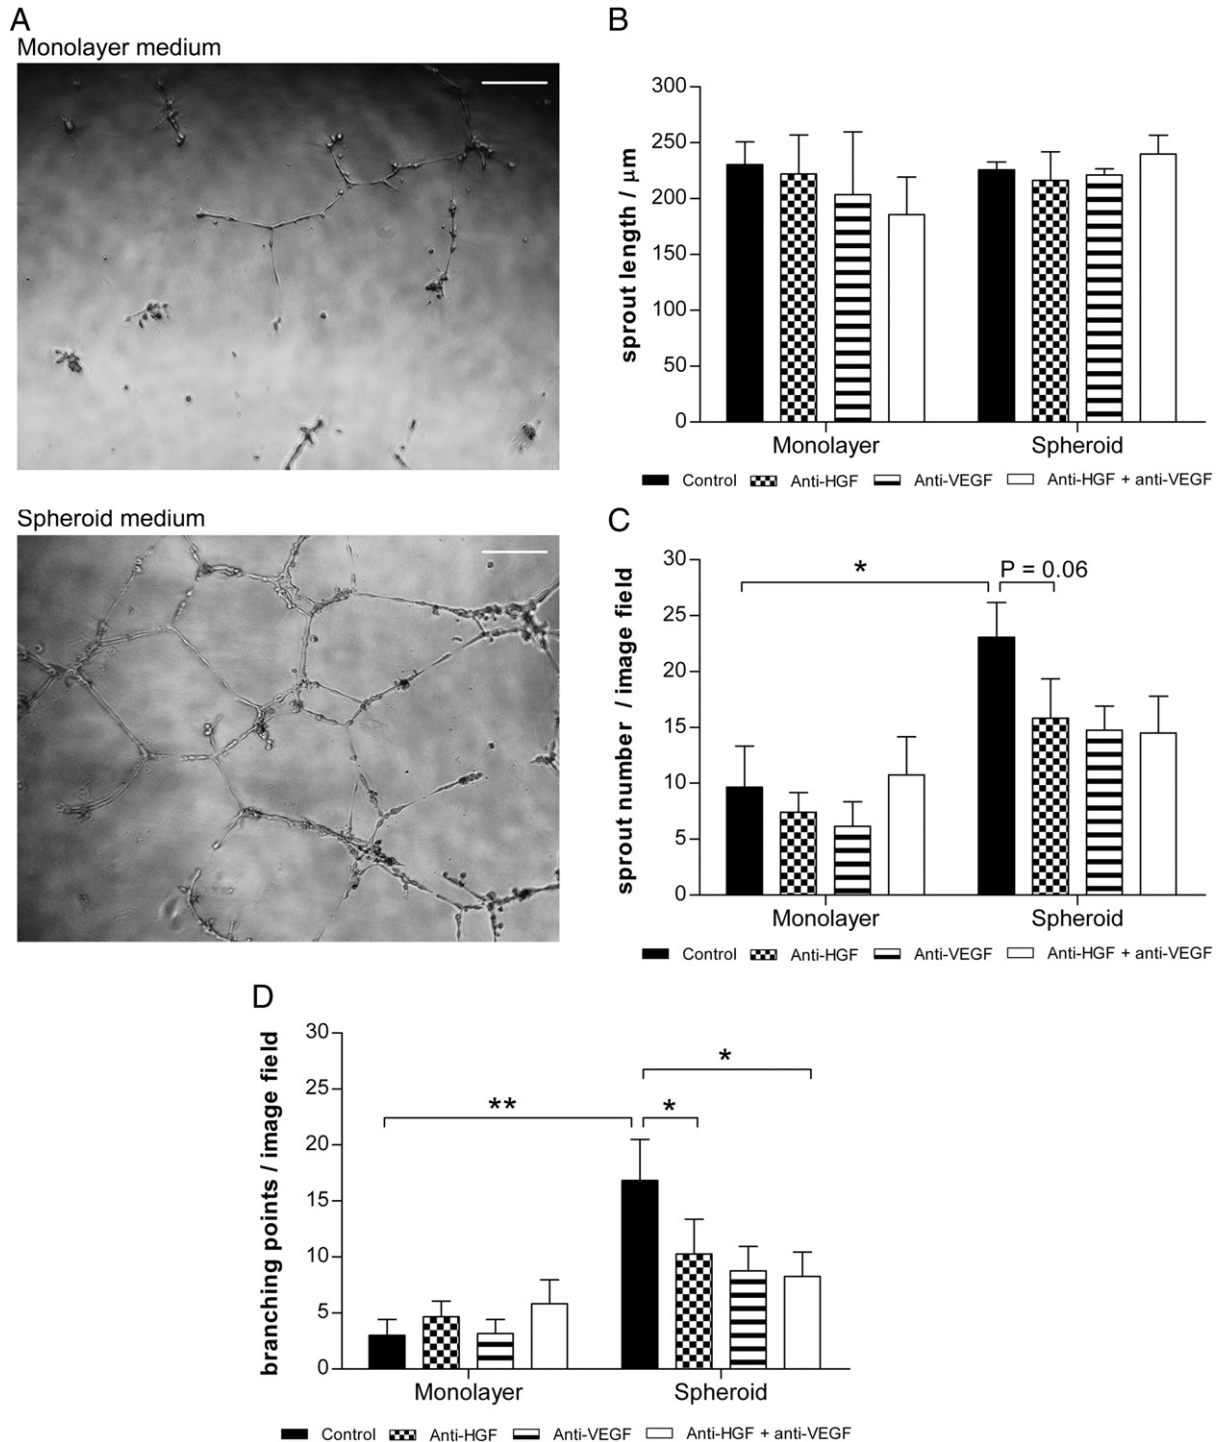 A
Monolayer medium
Spheroid medium
B
300
250
200
150
100
50
0
sprout length / μm
Monolayer Spheroid
Control Anti-HGF Anti-VEGF Anti-HGF + anti-VEGF
C
30
25
20
15
10
5
0
sprout number / image field
*
P = 0.06
Monolayer Spheroid
Control Anti-HGF Anti-VEGF Anti-HGF + anti-VEGF
D
30
25
20
15
10
5
0
branching points / image field
*
** *
Monolayer Spheroid
Control Anti-HGF Anti-VEGF Anti-HGF + anti-VEGF